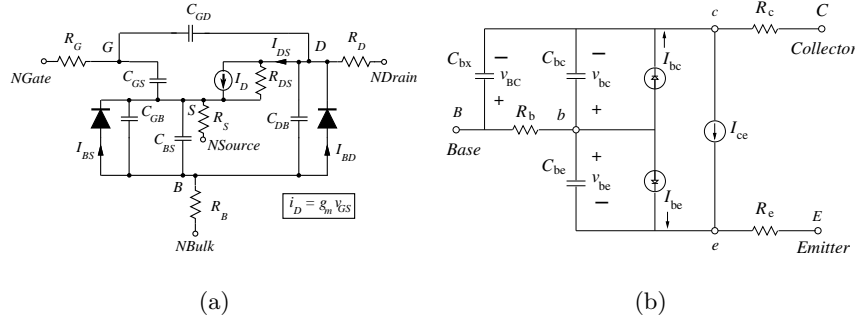 C_GD
R_G
G
I_DS
D
R_D
NGate
C_GS
I_D
R_DS
NDrain
S
C_GB
R_S
C_DB
C_BS
NSource
I_BS
I_BD
B
R_B
i_D = g_m v_GS
NBulk
(a)
c
R_c
C
Collector
C_bx
C_bc
I_bc
v_BC
v_bc
B
R_b
b
Base
I_ce
C_be
v_be
I_be
R_e
E
e
Emitter
(b)